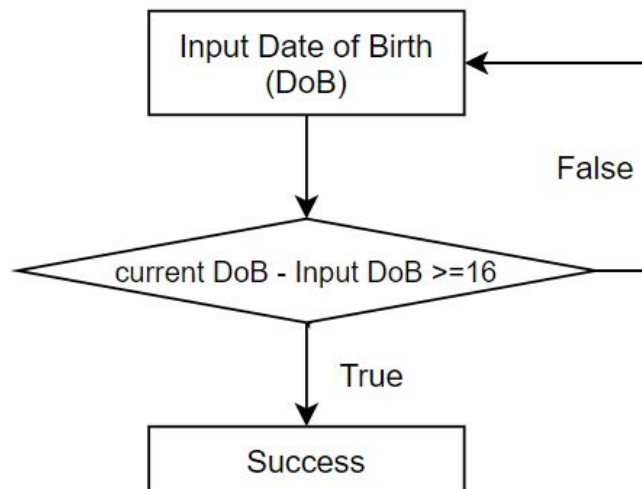 Input Date of Birth
(DoB)
False
current DoB - Input DoB >=16
True
Success